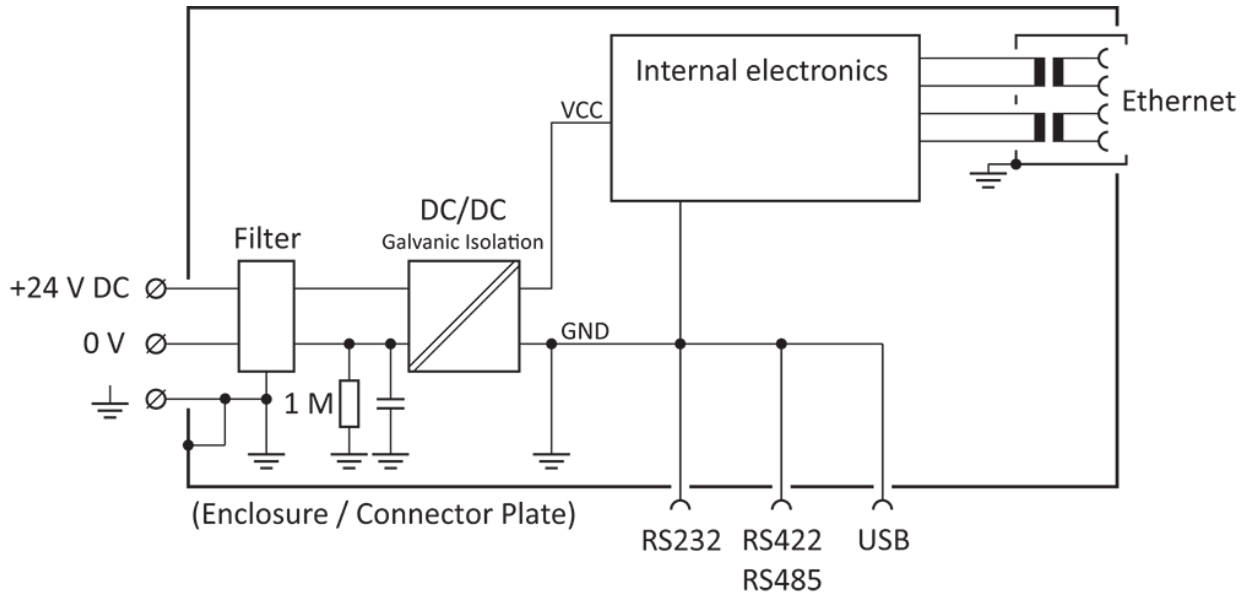 Internal electronics
Ethernet
VCC
DC/DC
Galvanic Isolation
Filter
+24 V DC
0 V
GND
1 M
(Enclosure / Connector Plate)
RS232
RS422
RS485
USB